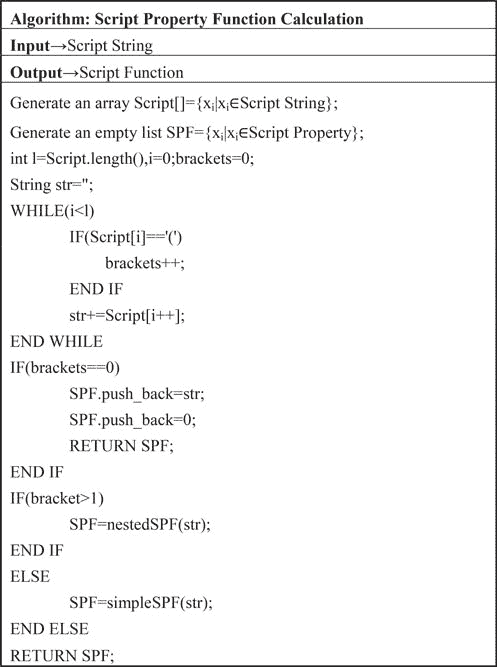 Algorithm: Script Property Function Calculation
Input→Script String
Output→Script Function
Generate an array Script[]={xi|xi∈Script String};
Generate an empty list SPF={xi|xi∈Script Property};
int l=Script.length(),i=0;brackets=0;
String str='';
WHILE(i<l)
IF(Script[i]=='(')
brackets++;
END IF
str+=Script[i++];
END WHILE
IF(brackets==0)
SPF.push_back=str;
SPF.push_back=0;
RETURN SPF;
END IF
IF(bracket>1)
SPF=nestedSPF(str);
END IF
ELSE
SPF=simpleSPF(str);
END ELSE
RETURN SPF;